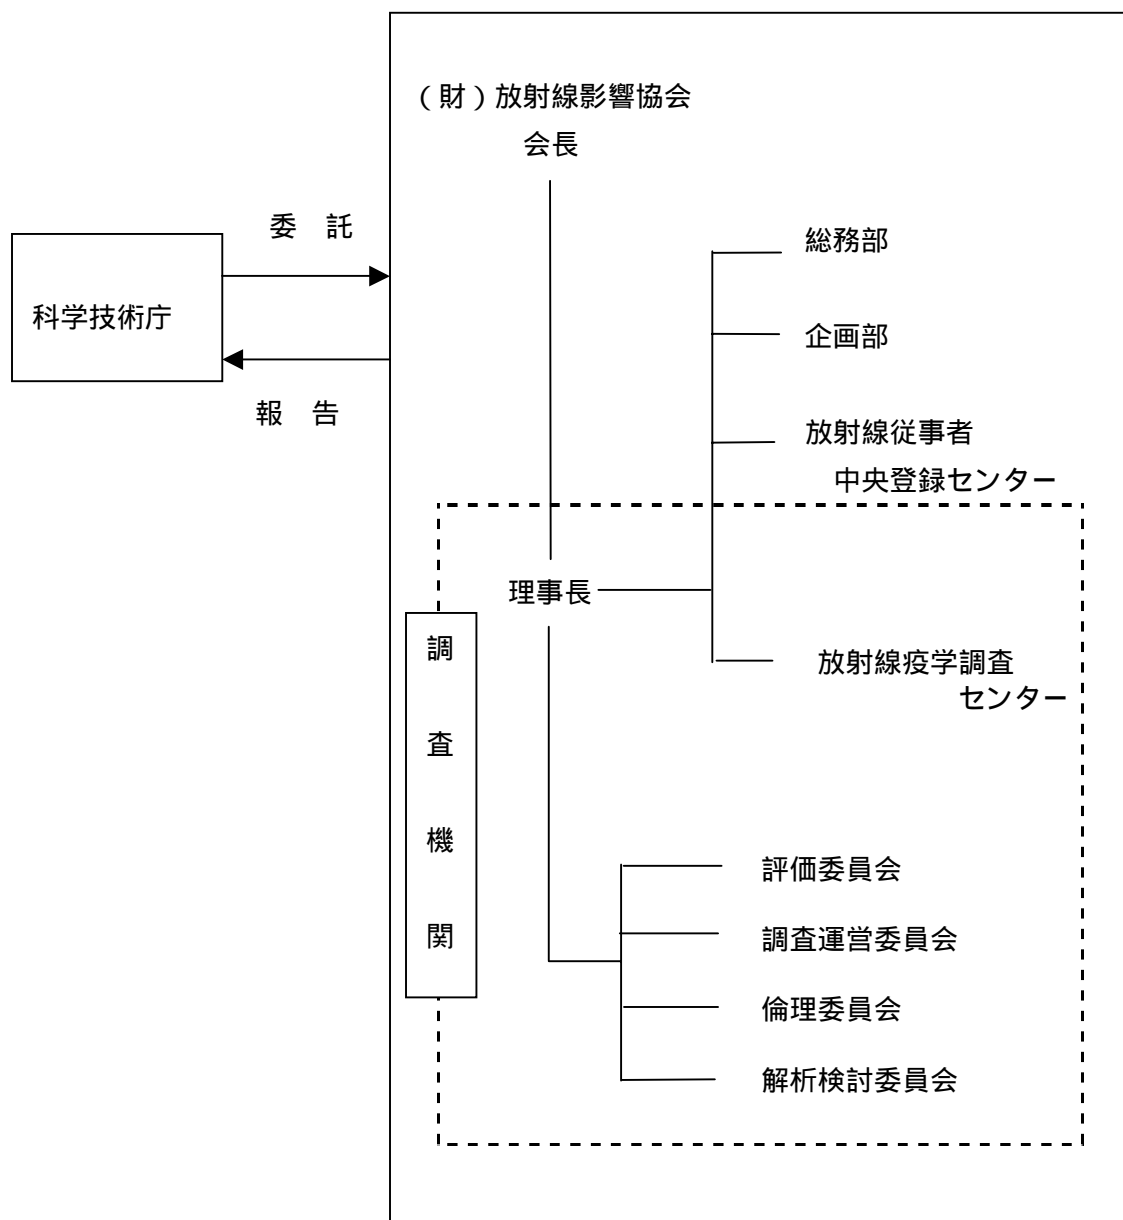 （財）放射線影響協会
会長
委　託
科学技術庁
報　告
総務部
企画部
放射線従事者
中央登録センター
理事長
調査機関
放射線疫学調査
センター
評価委員会
調査運営委員会
倫理委員会
解析検討委員会